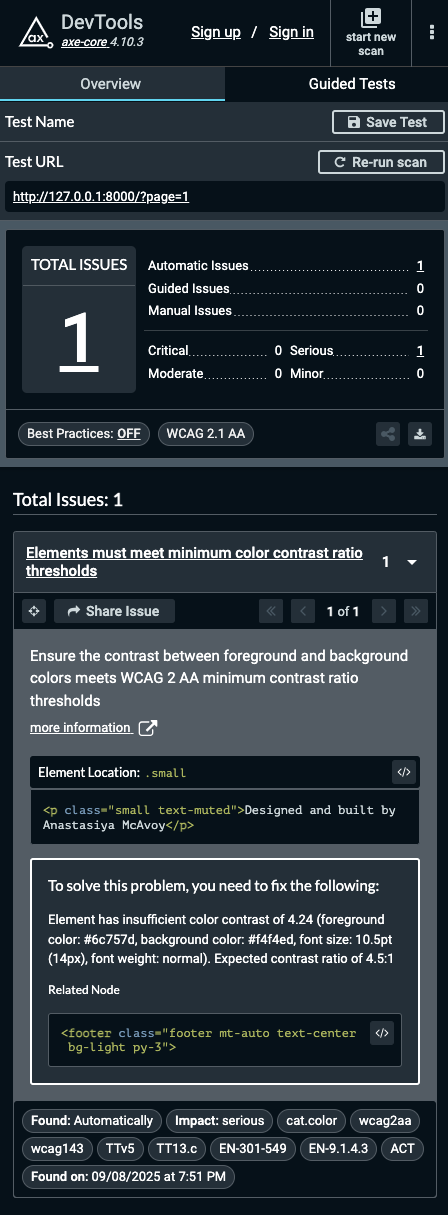 ax DevTools
axe-core 4.10.3
Sign up / Sign in
start new
scan
Overview
Guided Tests
Test Name
Save Test
Test URL
Re-run scan
http://127.0.0.1:8000/?page=1
TOTAL ISSUES
1
Automatic Issues 1
Guided Issues 0
Manual Issues 0
Critical 0 Serious 1
Moderate 0 Minor 0
Best Practices: OFF
WCAG 2.1 AA
Total Issues: 1
Elements must meet minimum color contrast ratio
thresholds
1
Share Issue
1 of 1
Ensure the contrast between foreground and background
colors meets WCAG 2 AA minimum contrast ratio
thresholds
more information
Element Location: .small
</>
<p class="small text-muted">Designed and built by
Anastasiya McAvoy</p>
To solve this problem, you need to fix the following:
Element has insufficient color contrast of 4.24 (foreground
color: #6c757d, background color: #f4f4ed, font size: 10.5pt
(14px), font weight: normal). Expected contrast ratio of 4.5:1
Related Node
<footer class="footer mt-auto text-center
bg-light py-3">
</>
Found: Automatically
Impact: serious
cat.color
wcag2aa
wcag143
TTv5
TT13.c
EN-301-549
EN-9.1.4.3
ACT
Found on: 09/08/2025 at 7:51 PM